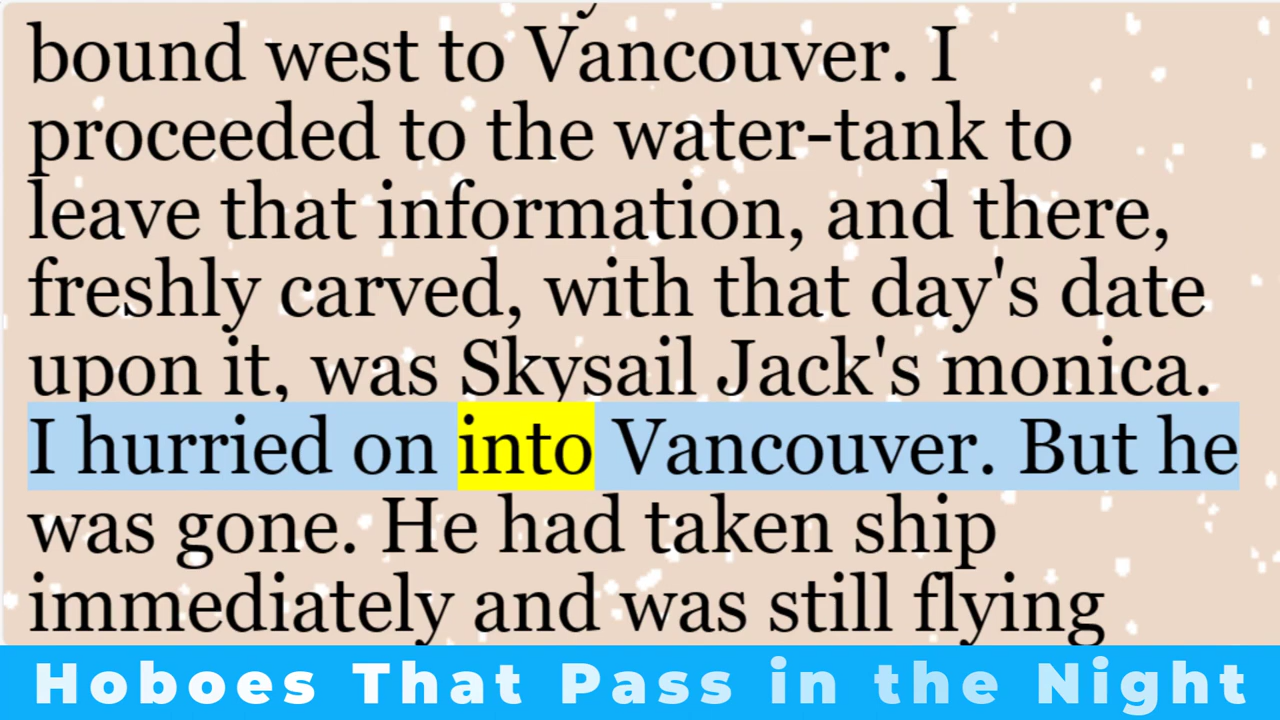 bound west to Vancouver. I
proceeded to the water-tank to
leave that information, and there,
freshly carved, with that day's date
upon it, was Skysail Jack's monica.
I hurried on into Vancouver. But he
was gone. He had taken ship
immediately and was still flying
Hoboes That Pass in the Night